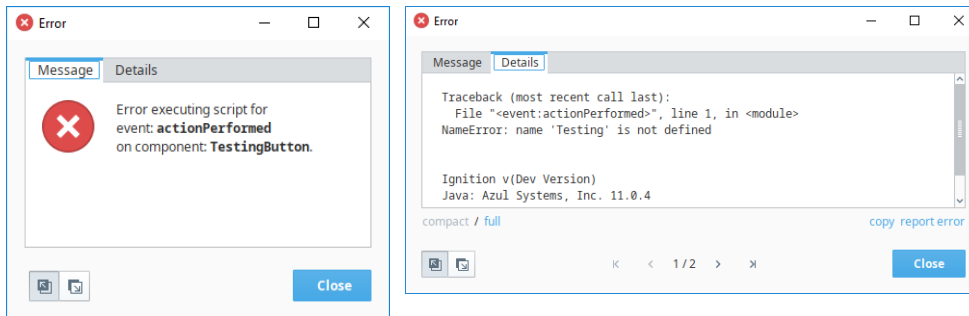 Error
Message Details
Error executing script for
event: actionPerformed
on component: TestingButton.
Close
Error
Message Details
Traceback (most recent call last):
File "<event:actionPerformed>", line 1, in <module>
NameError: name 'Testing' is not defined
Ignition v(Dev Version)
Java: Azul Systems, Inc. 11.0.4
compact / full copy report error
1 / 2 Close